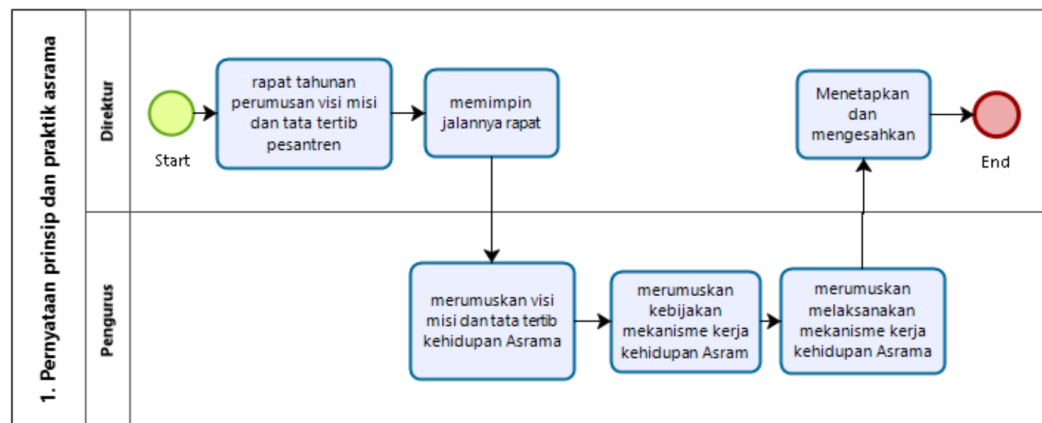 1. Pernyataan prinsip dan praktik asrama
Direktur
Start
rapat tahunan
perumusan visi misi
dan tata tertib
pesantren
memimpin
jalannya rapat
Menetapkan
dan
mengesahkan
End
Pengurus
merumuskan visi
misi dan tata tertib
kehidupan Asrama
merumuskan
kebijakan
mekanisme kerja
kehidupan Asram
merumuskan
melaksanakan
mekanisme kerja
kehidupan Asrama